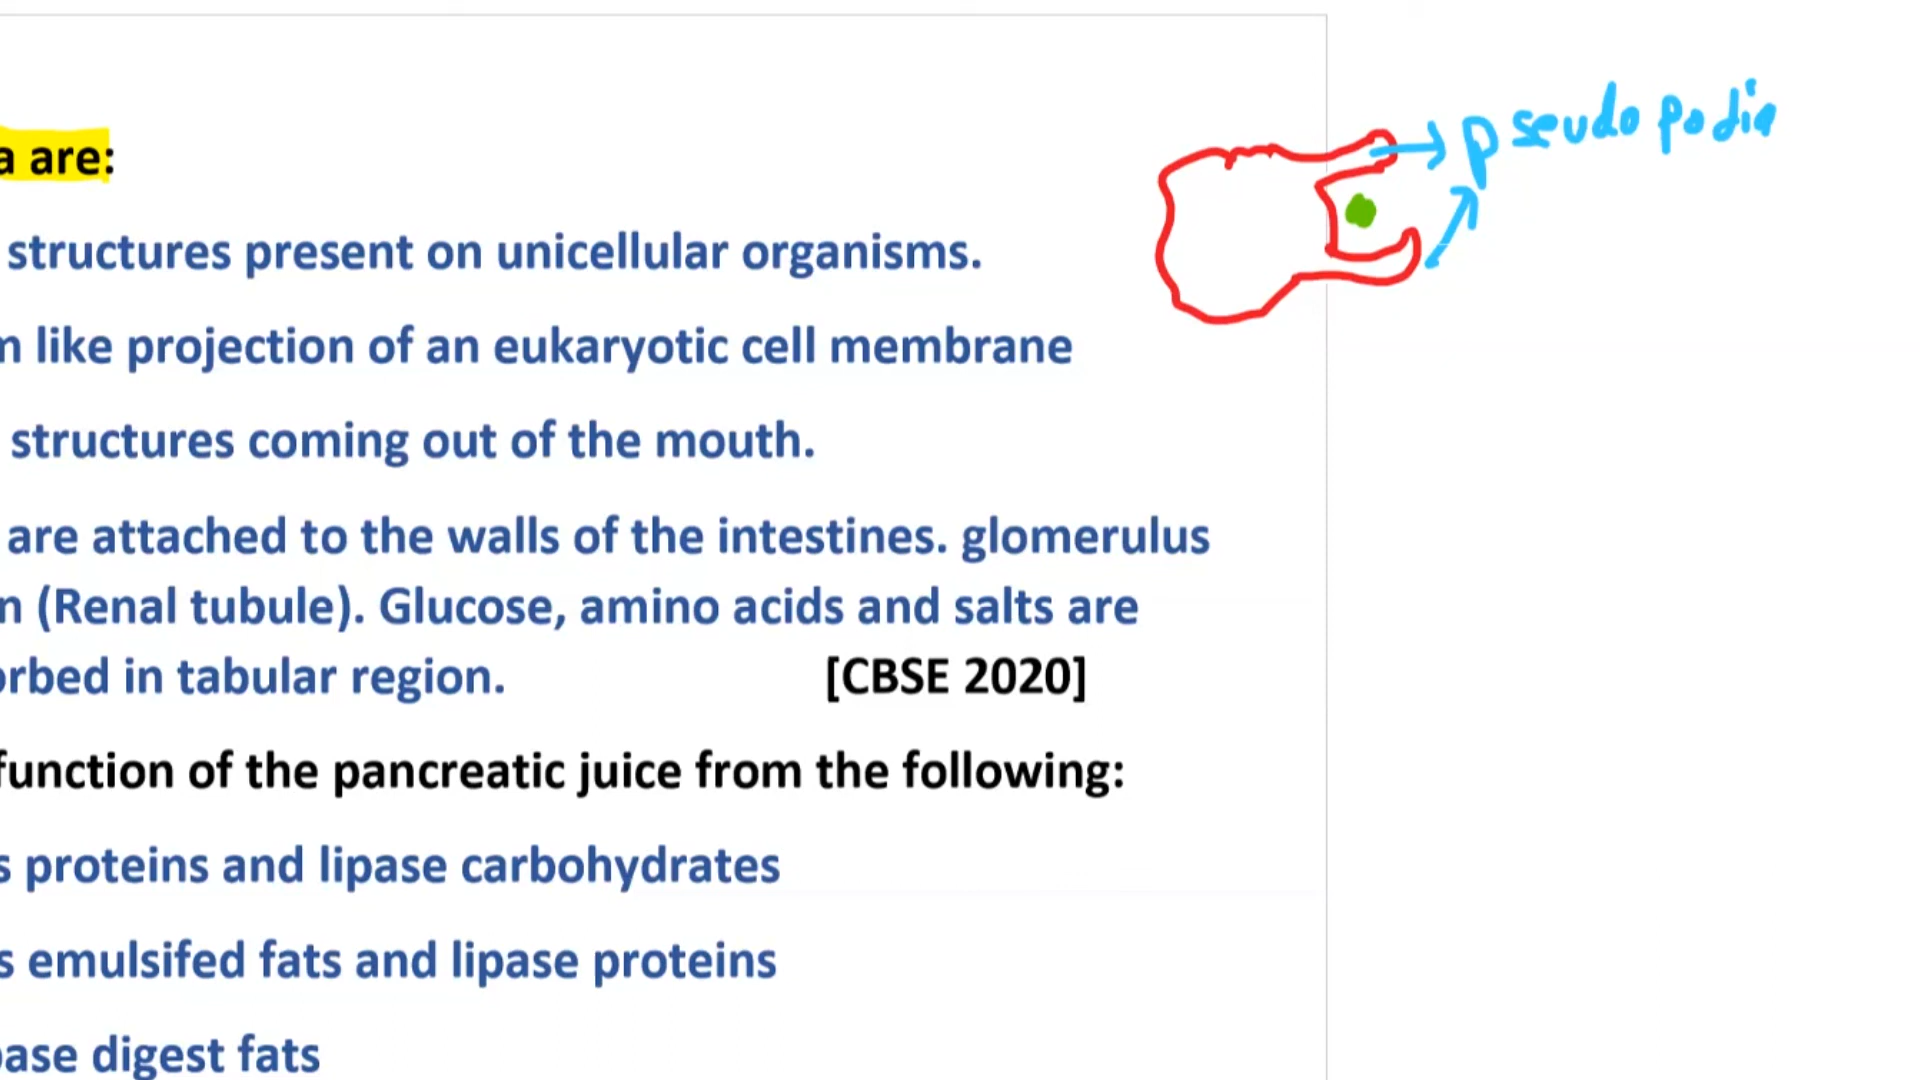 pseudo podia
a are:
structures present on unicellular organisms.
m like projection of an eukaryotic cell membrane
structures coming out of the mouth.
are attached to the walls of the intestines. glomerulus
n (Renal tubule). Glucose, amino acids and salts are
orbed in tabular region. [CBSE 2020]
function of the pancreatic juice from the following:
s proteins and lipase carbohydrates
s emulsifed fats and lipase proteins
pase digest fats